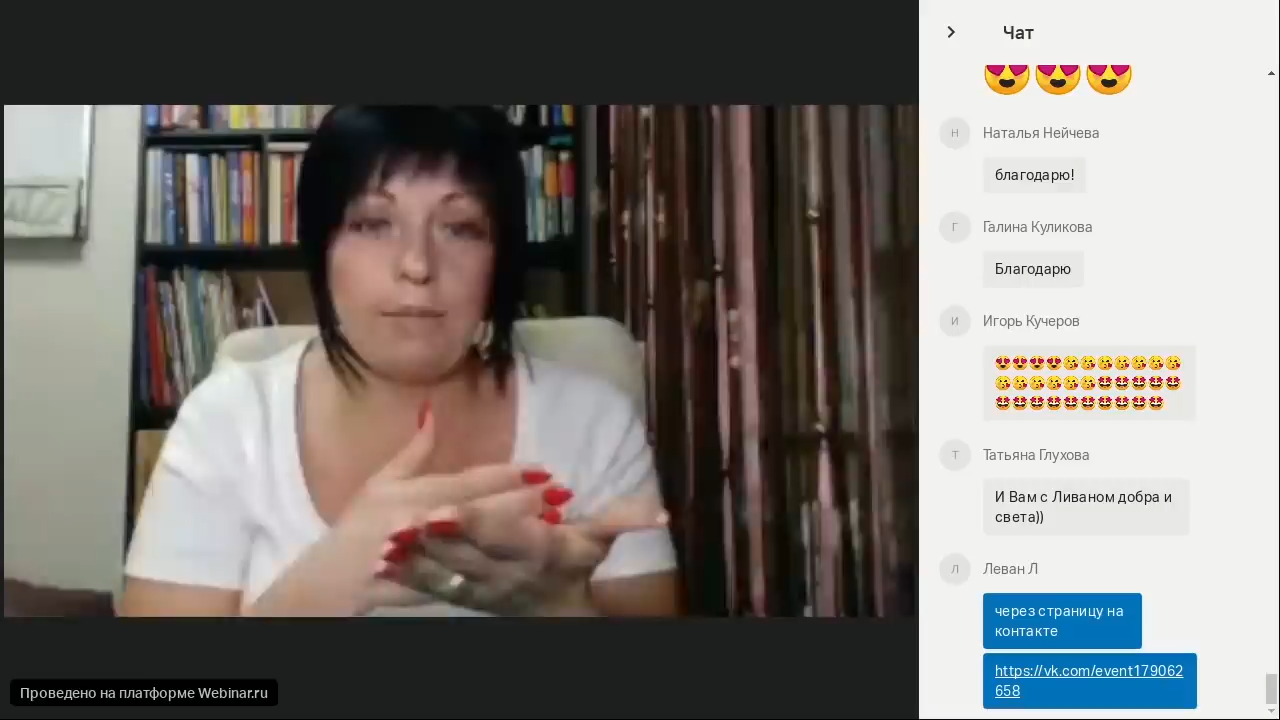 Чат
Н
Наталья Нейчева
благодарю!
Г
Галина Куликова
Благодарю
И
Игорь Кучеров
Т
Татьяна Глухова
И Вам с Ливаном добра и
света))
Л
Леван Л
через страницу на
контакте
https://vk.com/event179062
658
Проведено на платформе Webinar.ru